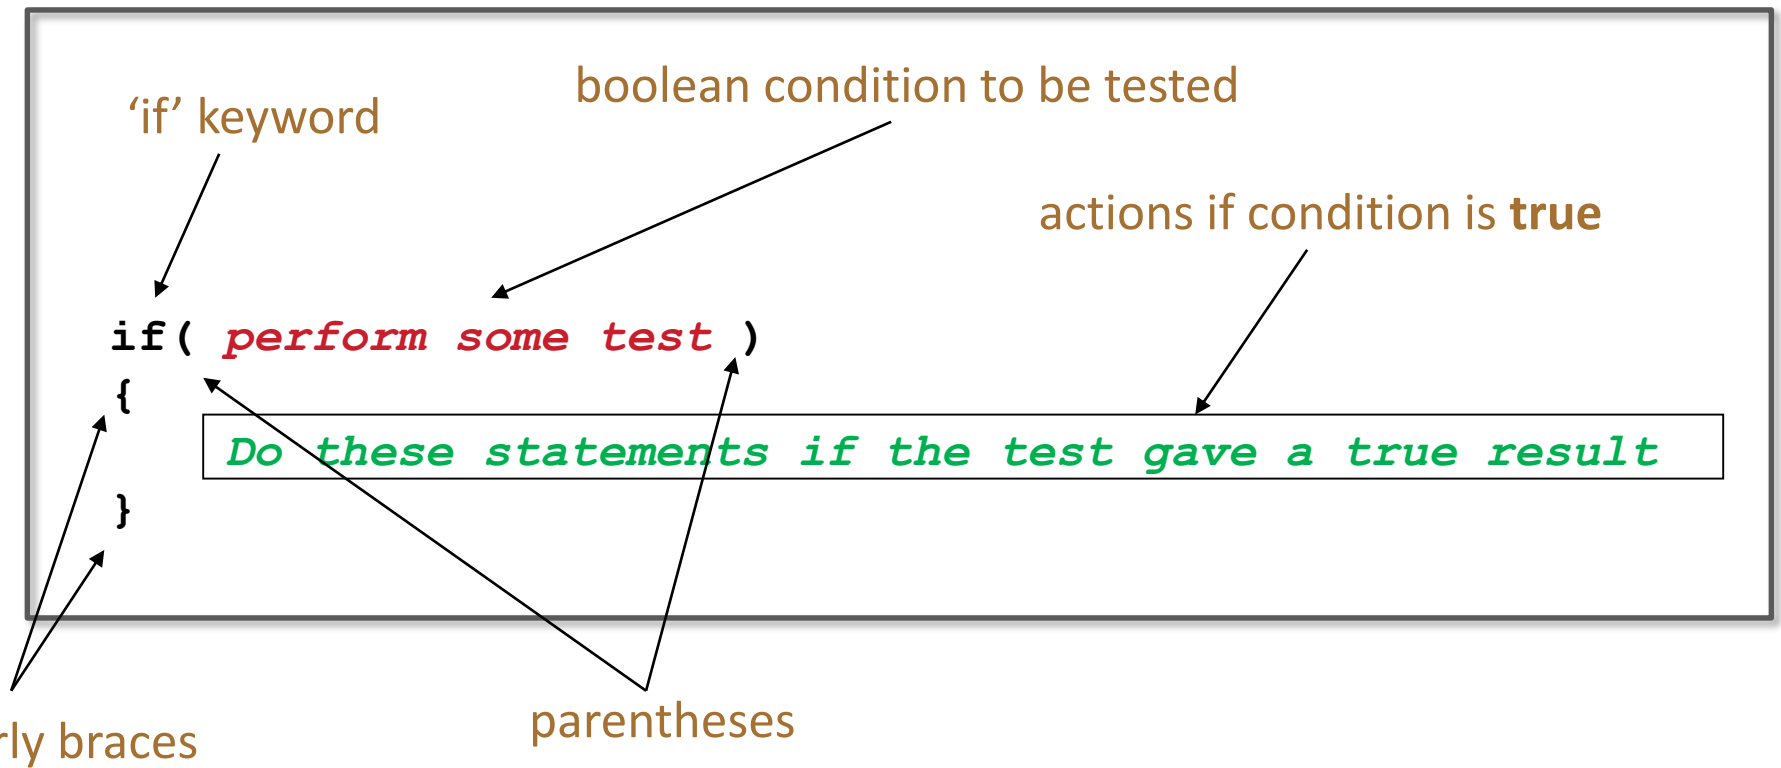 boolean condition to be tested
‘if’ keyword
actions if condition is true
if( perform some test )
{
Do these statements if the test gave a true result
}
parentheses
rly braces